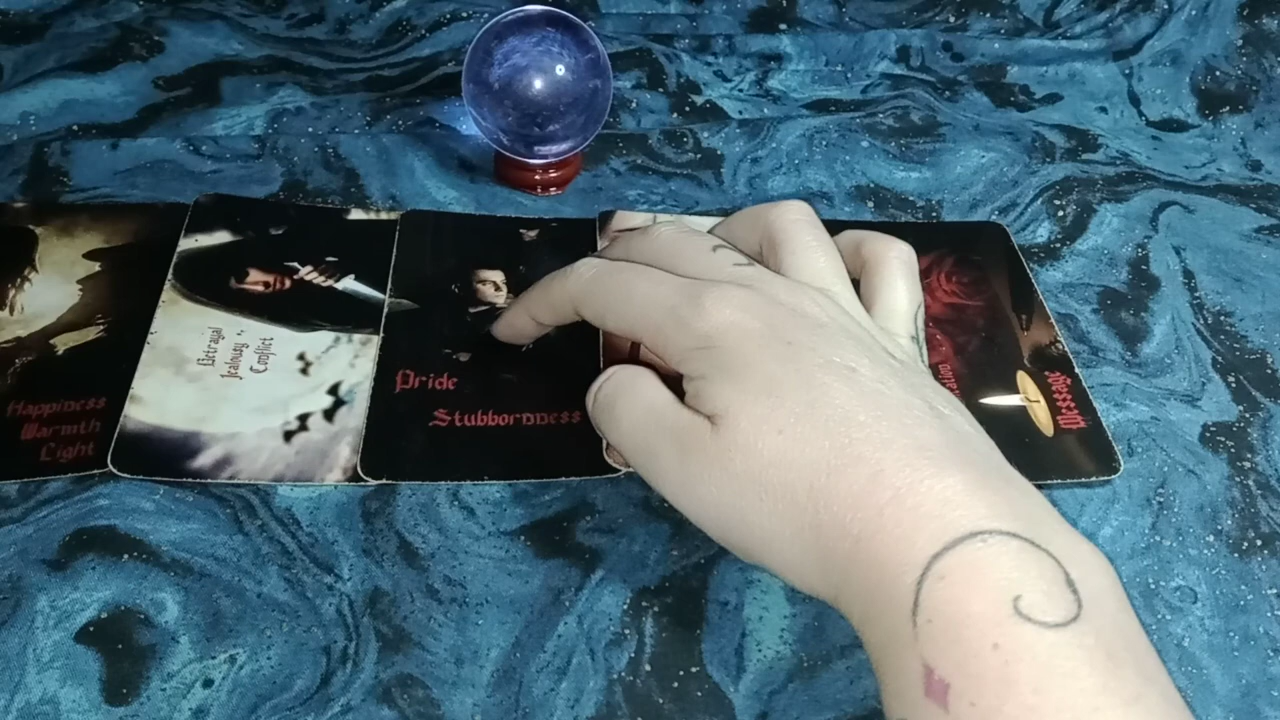 Happiness
Warmth
Light
Betrayal
Jealousy
Conflict
Pride
Stubbornness
Message